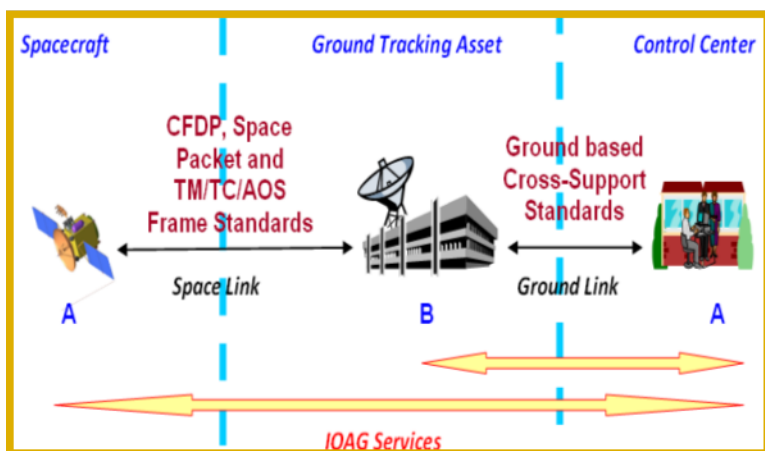 Spacecraft
Ground Tracking Asset
Control Center
CFDP, Space
Packet and
TM/TC/AOS
Frame Standards
Ground based
Cross-Support
Standards
Space Link
Ground Link
A
B
A
IOAG Services